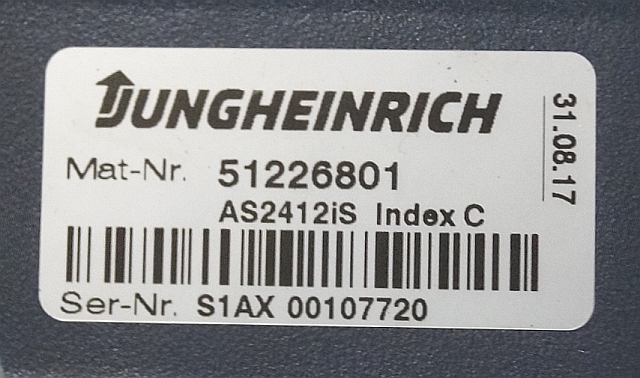 JUNGHEINRICH
Mat-Nr. 51226801
AS2412iS Index C
Ser-Nr. S1AX 00107720
31.08.17